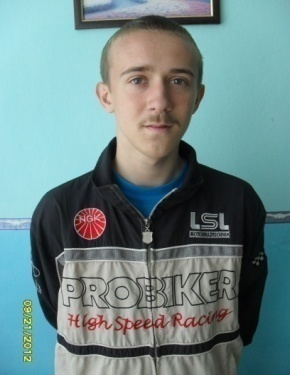 NGK
LSL
PROBIKER
High Speed Racing
09/21/2012